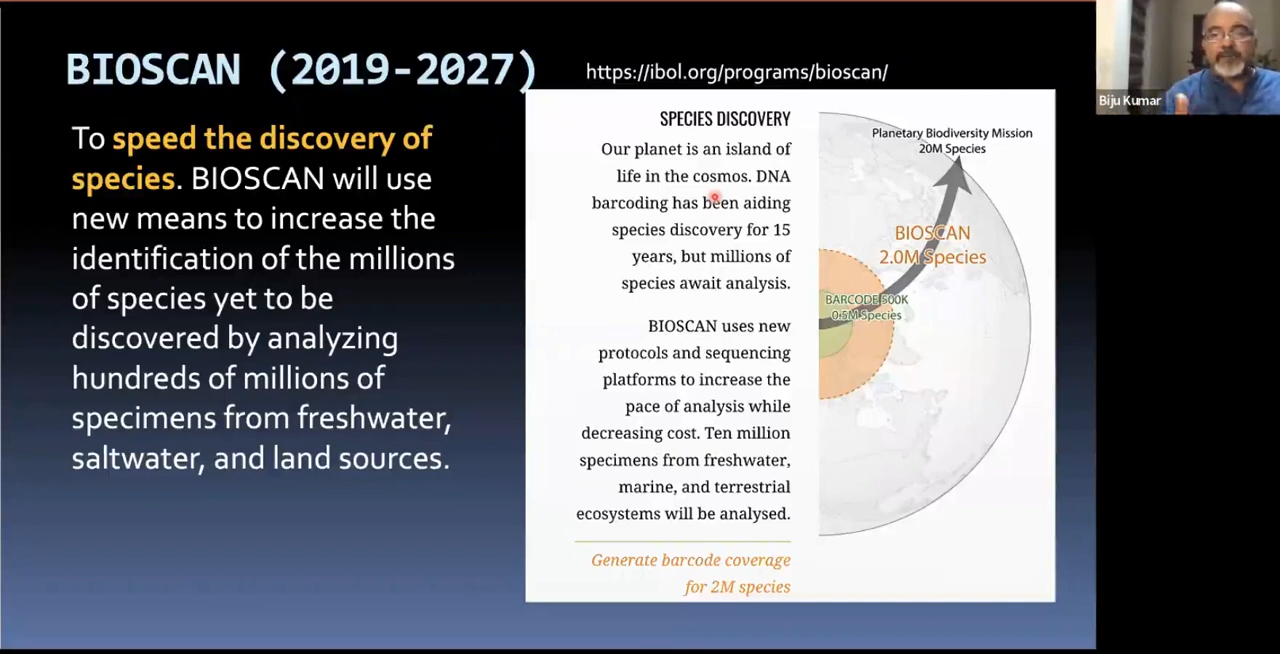 BIOSCAN (2019-2027)
https://ibol.org/programs/bioscan/
To speed the discovery of
species. BIOSCAN will use
new means to increase the
identification of the millions
of species yet to be
discovered by analyzing
hundreds of millions of
specimens from freshwater,
saltwater, and land sources.
SPECIES DISCOVERY
Our planet is an island of
life in the cosmos. DNA
barcoding has been aiding
species discovery for 15
years, but millions of
species await analysis.
BIOSCAN uses new
protocols and sequencing
platforms to increase the
pace of analysis while
decreasing cost. Ten million
specimens from freshwater,
marine, and terrestrial
ecosystems will be analysed.
Generate barcode coverage
for 2M species
Planetary Biodiversity Mission
20M Species
BIOSCAN
2.0M Species
BARCODE 500K
0.5M Species
Biju Kumar